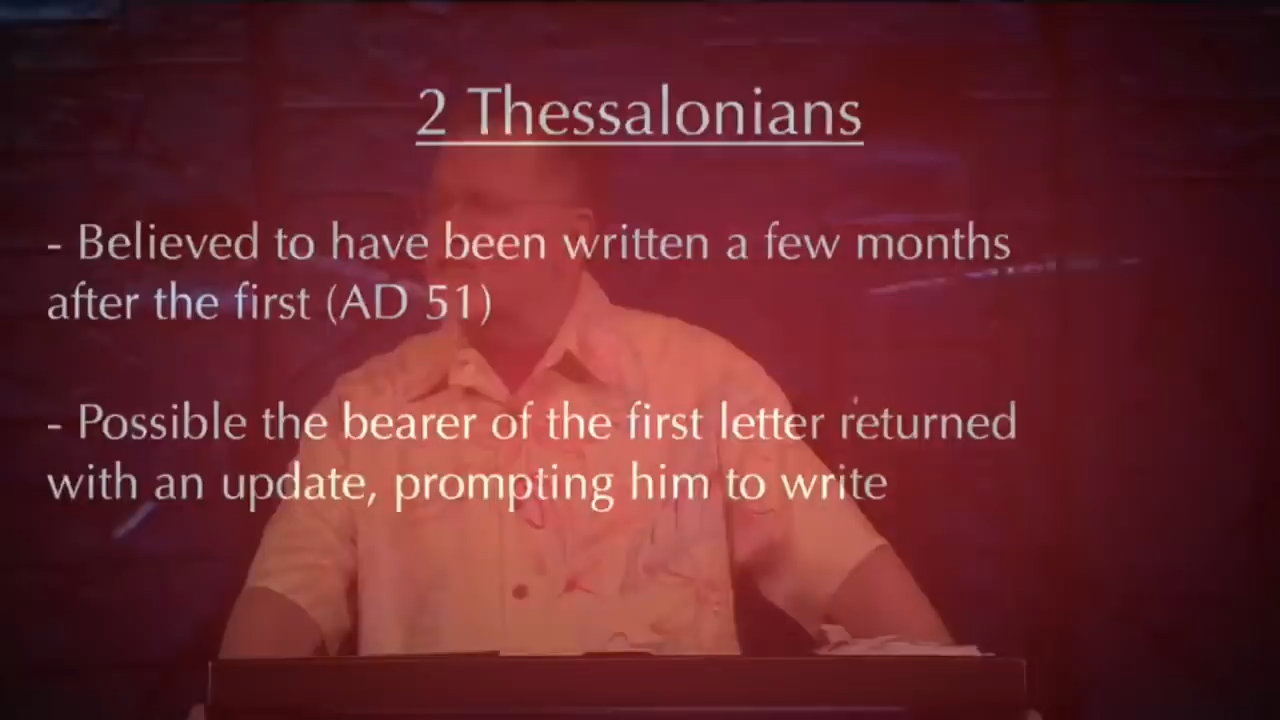 2 Thessalonians
- Believed to have been written a few months
after the first (AD 51)
- Possible the bearer of the first letter returned
with an update, prompting him to write